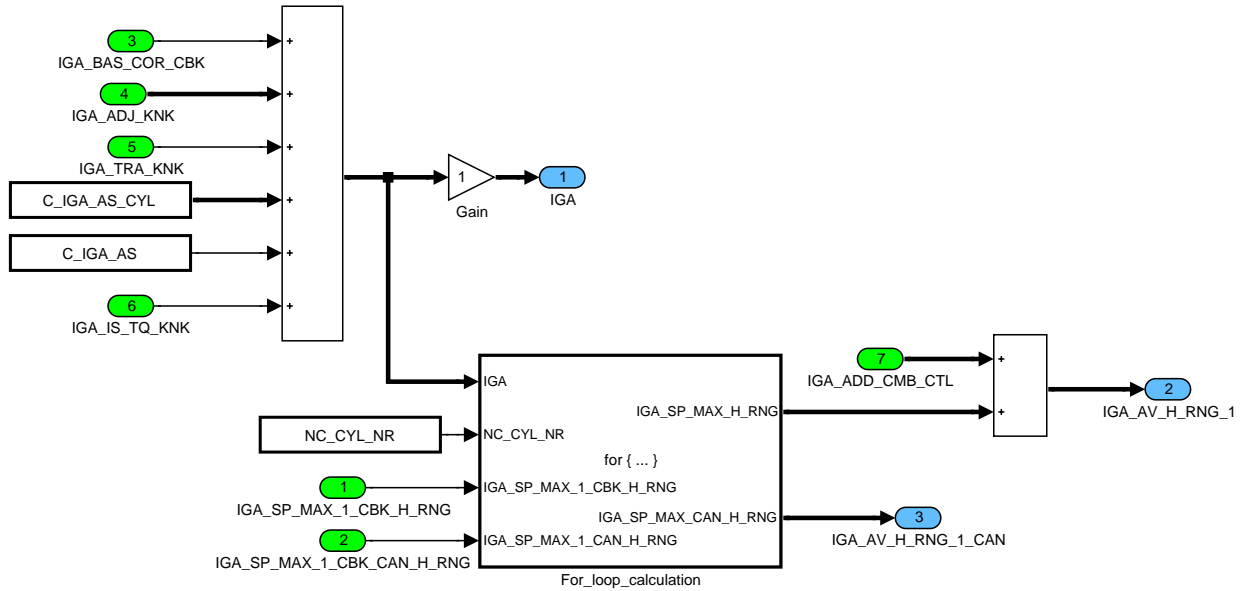 3
+
IGA_BAS_COR_CBK
4
+
IGA_ADJ_KNK
5
+
IGA_TRA_KNK
C_IGA_AS_CYL
+
1
1
Gain
IGA
C_IGA_AS
+
6
+
IGA_IS_TQ_KNK
7
+
IGA_ADD_CMB_CTL
IGA
2
IGA_AV_H_RNG_1
IGA_SP_MAX_H_RNG
+
NC_CYL_NR
NC_CYL_NR
for { ... }
1
IGA_SP_MAX_1_CBK_H_RNG
IGA_SP_MAX_1_CBK_H_RNG
IGA_SP_MAX_CAN_H_RNG
3
IGA_AV_H_RNG_1_CAN
2
IGA_SP_MAX_1_CAN_H_RNG
IGA_SP_MAX_1_CBK_CAN_H_RNG
For_loop_calculation